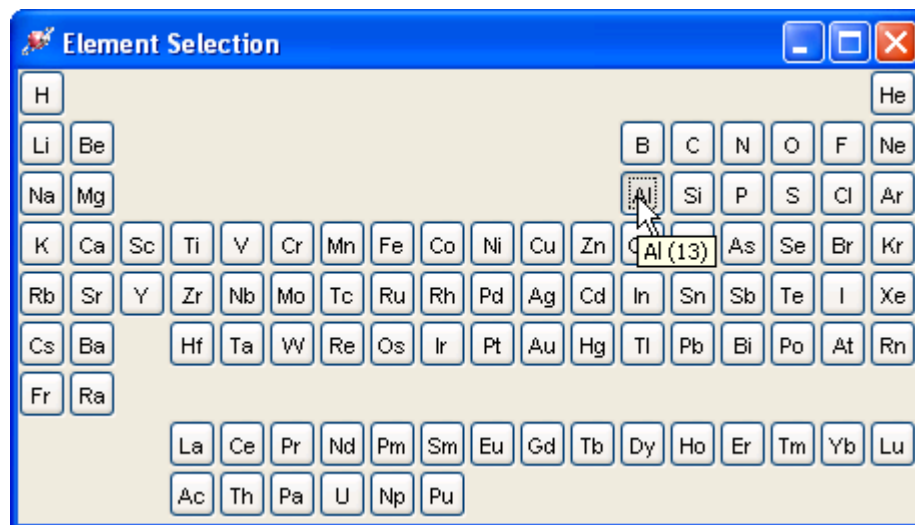 Element Selection
H He
Li Be B C N O F Ne
Na Mg Al Si P S Cl Ar
K Ca Sc Ti V Cr Mn Fe Co Ni Cu Zn As Se Br Kr
Al (13)
Rb Sr Y Zr Nb Mo Tc Ru Rh Pd Ag Cd In Sn Sb Te I Xe
Cs Ba Hf Ta W Re Os Ir Pt Au Hg Tl Pb Bi Po At Rn
Fr Ra
La Ce Pr Nd Pm Sm Eu Gd Tb Dy Ho Er Tm Yb Lu
Ac Th Pa U Np Pu